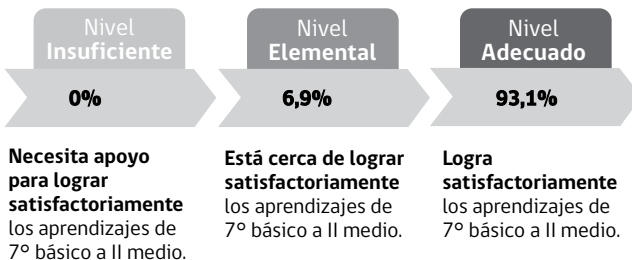 Nivel
Insuficiente
0%
Necesita apoyo
para lograr
satisfactoriamente
los aprendizajes de
7° básico a II medio.
Nivel
Elemental
6,9%
Está cerca de lograr
satisfactoriamente
los aprendizajes de
7° básico a II medio.
Nivel
Adecuado
93,1%
Logra
satisfactoriamente
los aprendizajes de
7° básico a II medio.